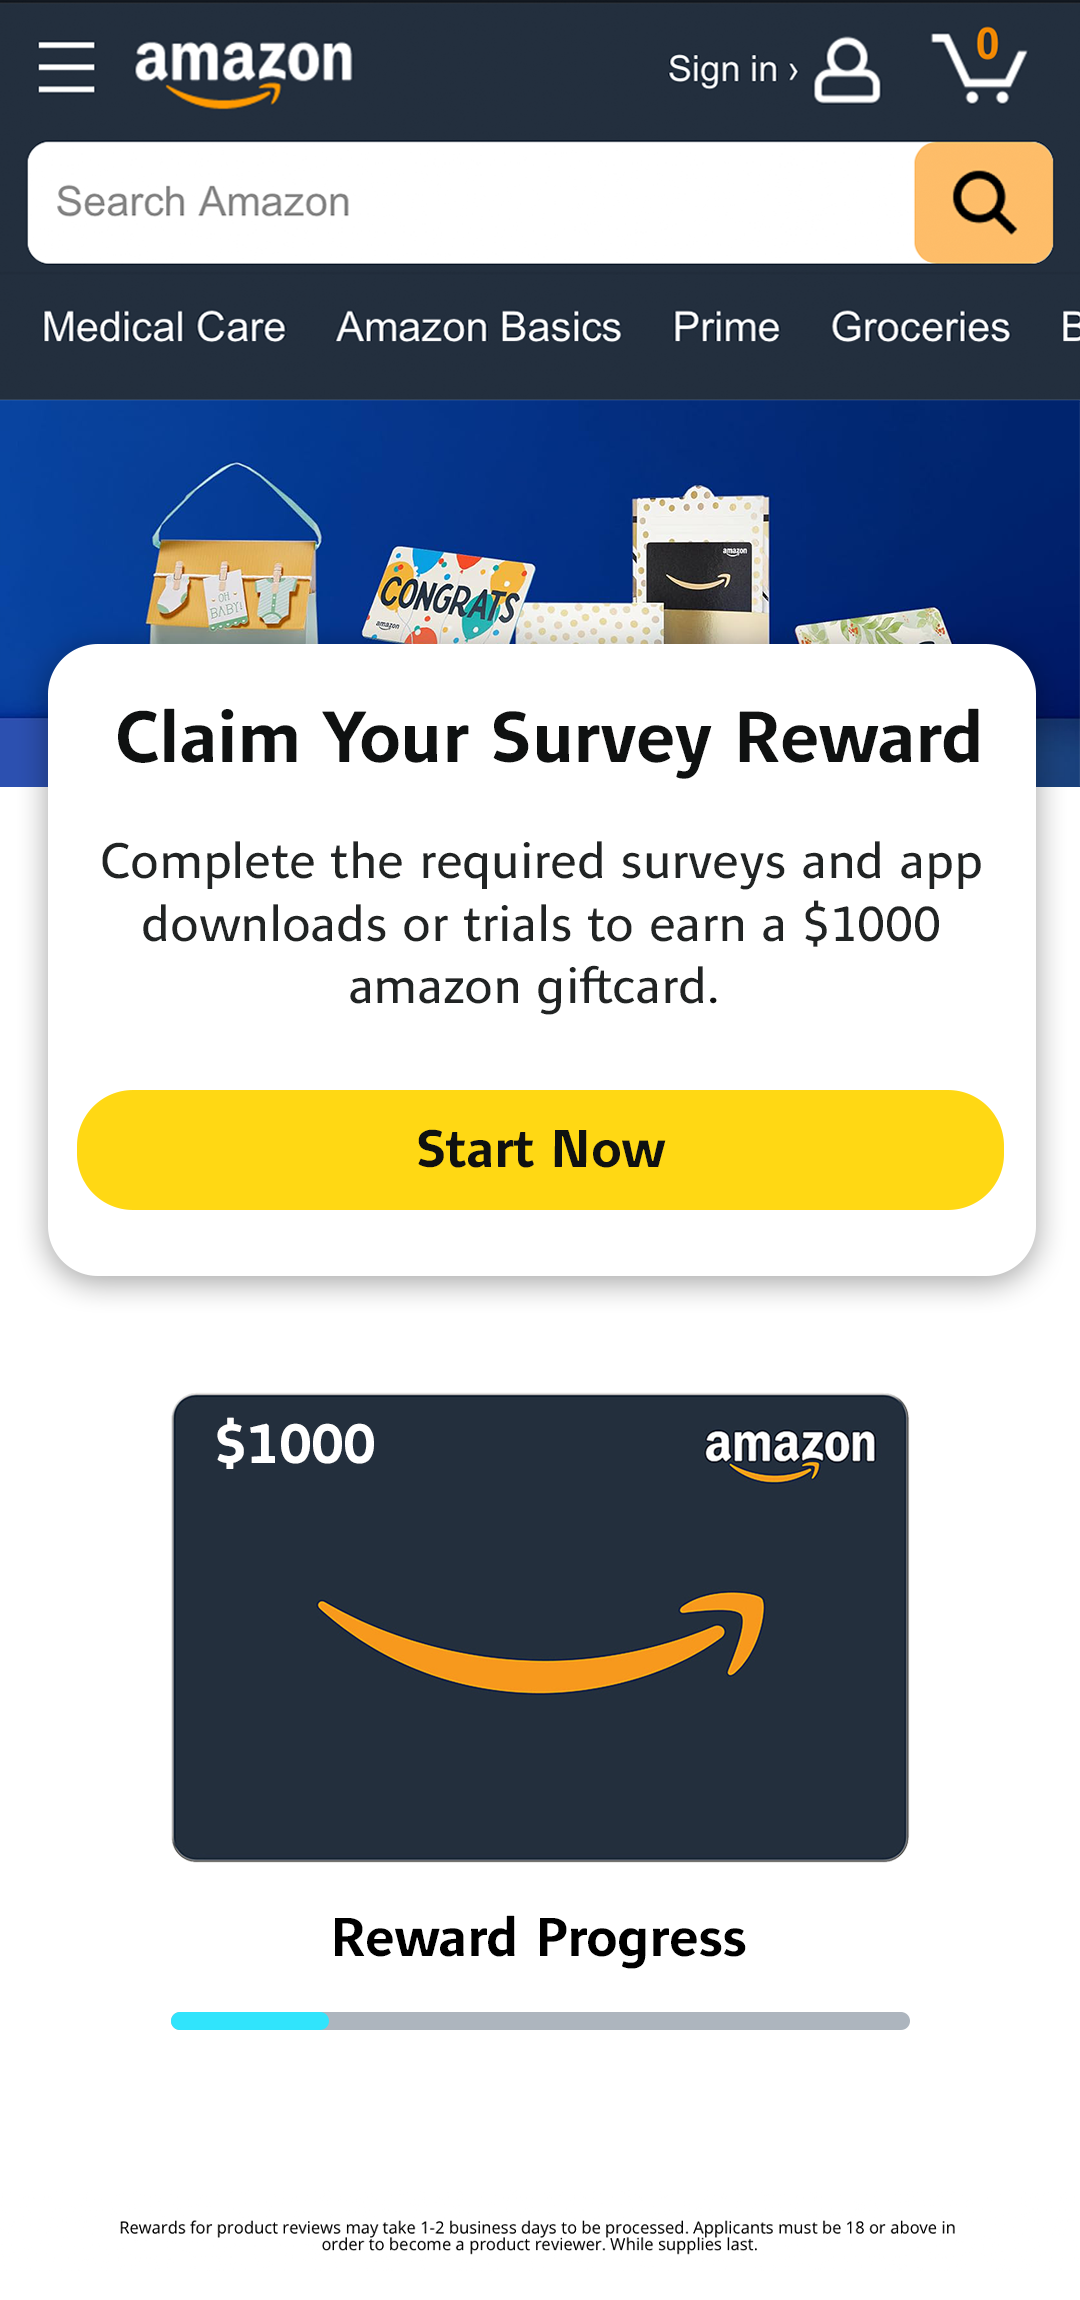 amazon
Sign in ›
0
Search Amazon
Medical Care Amazon Basics Prime Groceries B
OH
BABY!
CONGRATS
amazon
amazon
Claim Your Survey Reward
Complete the required surveys and app
downloads or trials to earn a $1000
amazon giftcard.
Start Now
$1000
amazon
Reward Progress
Rewards for product reviews may take 1-2 business days to be processed. Applicants must be 18 or above in
order to become a product reviewer. While supplies last.